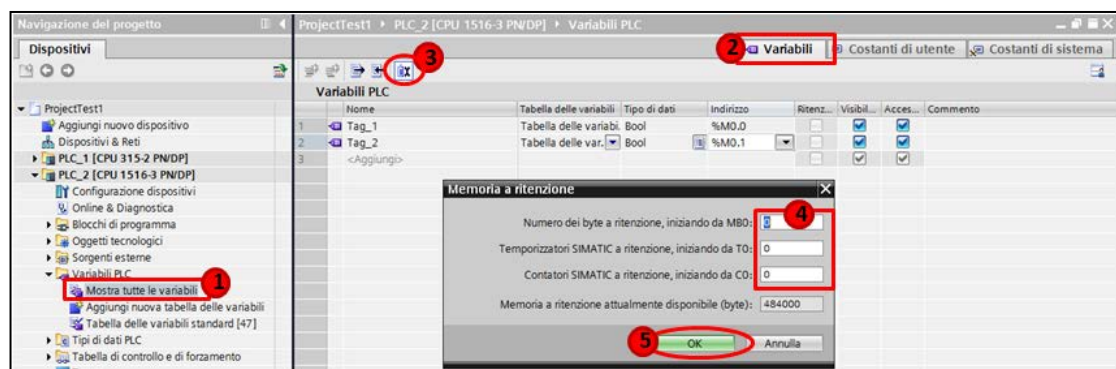 Navigazione del progetto
ProjectTest1 ▸ PLC_2 [CPU 1516-3 PN/DP] ▸ Variabili PLC
Dispositivi
2
Variabili
Costanti di utente
Costanti di sistema
3
Variabili PLC
Nome Tabella delle variabili Tipo di dati Indirizzo Ritenz... Visibil... Acces... Commento
1 Tag_1 Tabella delle variabi. Bool %M0.0
2 Tag_2 Tabella delle var. Bool %M0.1
3 <Aggiungi>
ProjectTest1
Aggiungi nuovo dispositivo
Dispositivi & Reti
PLC_1 [CPU 315-2 PN/DP]
PLC_2 [CPU 1516-3 PN/DP]
Configurazione dispositivi
Online & Diagnostica
Blocchi di programma
Oggetti tecnologici
Sorgenti esterne
Variabili PLC
1
Mostra tutte le variabili
Aggiungi nuova tabella delle variabili
Tabella delle variabili standard [47]
Tipi di dati PLC
Tabella di controllo e di forzamento
Memoria a ritenzione
Numero dei byte a ritenzione, iniziando da MB0: 0
4
Temporizzatori SIMATIC a ritenzione, iniziando da T0: 0
Contatori SIMATIC a ritenzione, iniziando da C0: 0
Memoria a ritenzione attualmente disponibile (byte): 484000
5
OK
Annulla